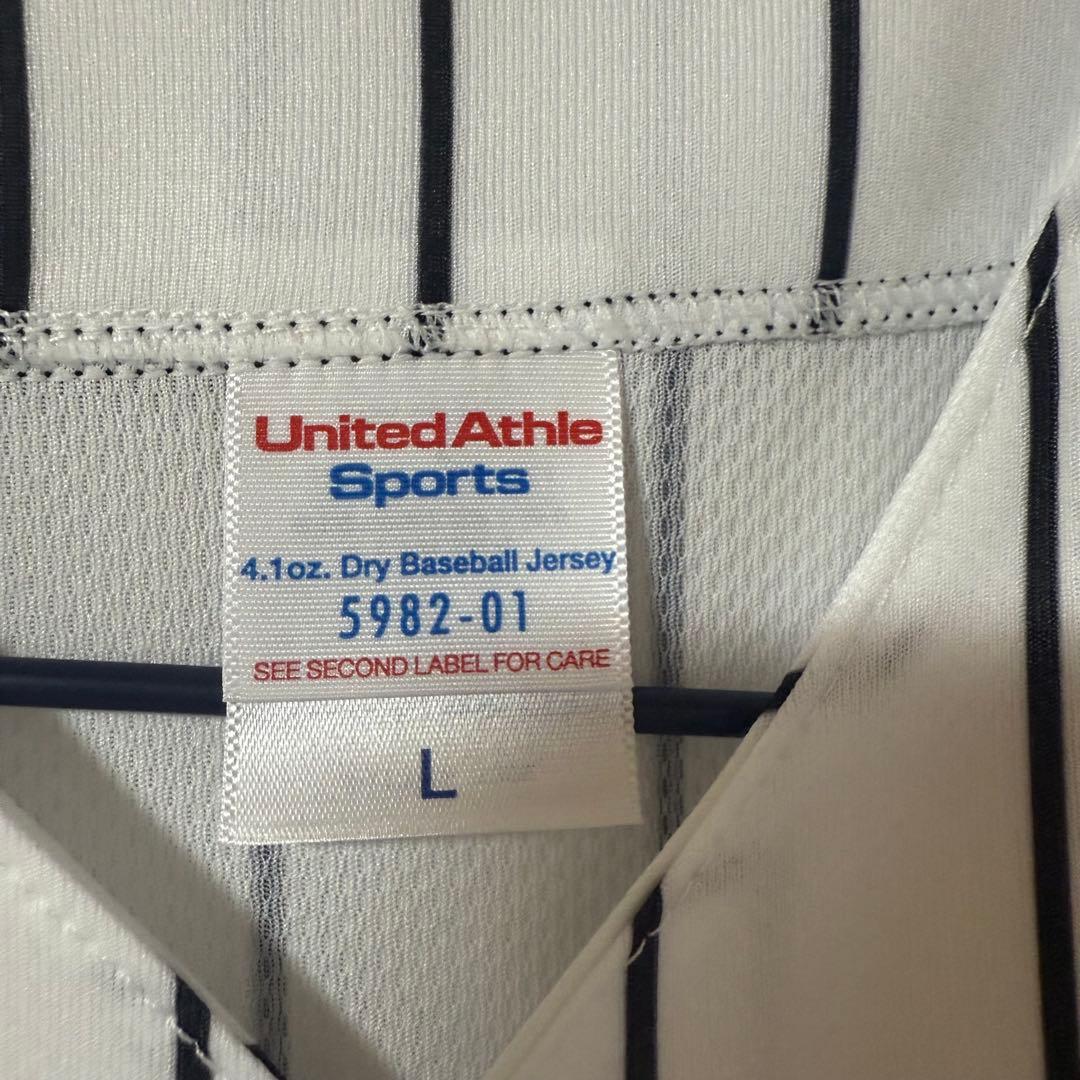 United Athle
Sports
4.1oz. Dry Baseball Jersey
5982-01
SEE SECOND LABEL FOR CARE
L